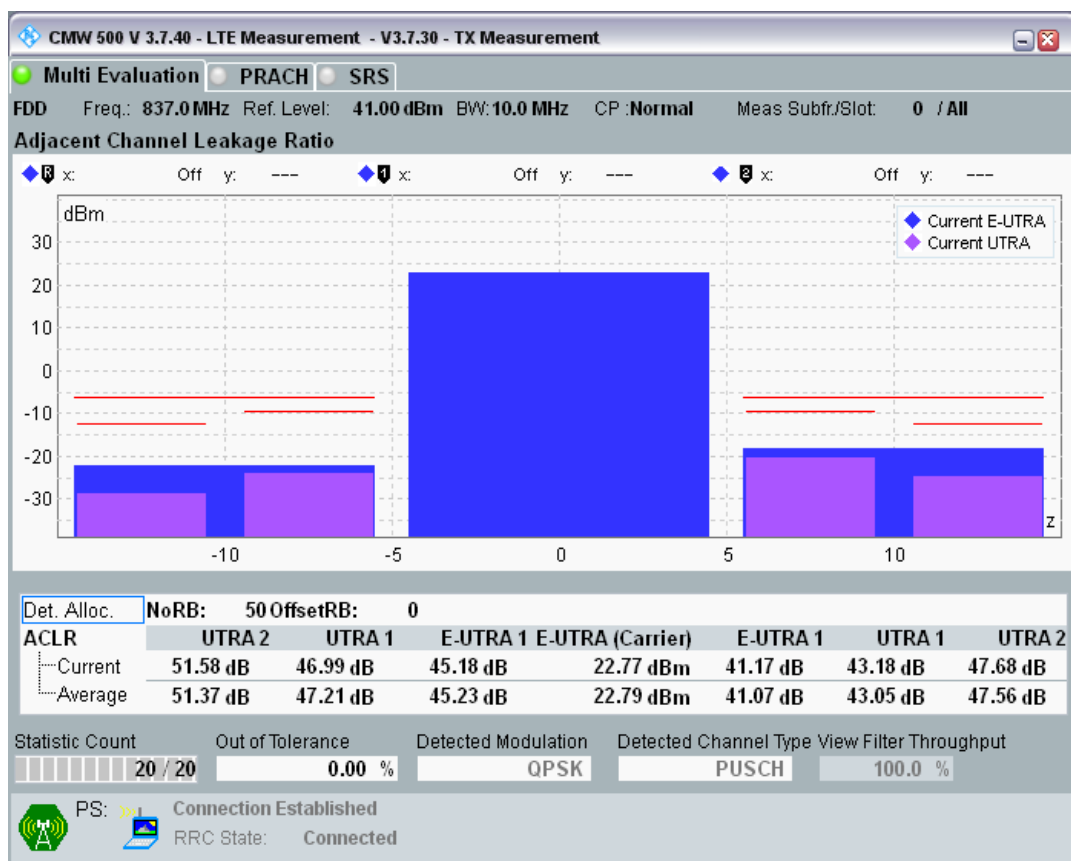 CMW 500 V 3.7.40 - LTE Measurement - V3.7.30 - TX Measurement
Multi Evaluation PRACH SRS
FDD Freq.: 837.0 MHz Ref. Level: 41.00 dBm BW: 10.0 MHz CP :Normal Meas Subfr./Slot: 0 / All
Adjacent Channel Leakage Ratio
R x: Off y: --- 1 x: Off y: --- 2 x: Off y: ---
dBm
Current E-UTRA
Current UTRA
30
20
10
0
-10
-20
-30
z
-10 -5 0 5 10
Det. Alloc. NoRB: 50 OffsetRB: 0
ACLR UTRA 2 UTRA 1 E-UTRA 1 E-UTRA (Carrier) E-UTRA 1 UTRA 1 UTRA 2
Current 51.58 dB 46.99 dB 45.18 dB 22.77 dBm 41.17 dB 43.18 dB 47.68 dB
Average 51.37 dB 47.21 dB 45.23 dB 22.79 dBm 41.07 dB 43.05 dB 47.56 dB
Statistic Count Out of Tolerance Detected Modulation Detected Channel Type View Filter Throughput
20 / 20 0.00 % QPSK PUSCH 100.0 %
PS: Connection Established
RRC State: Connected